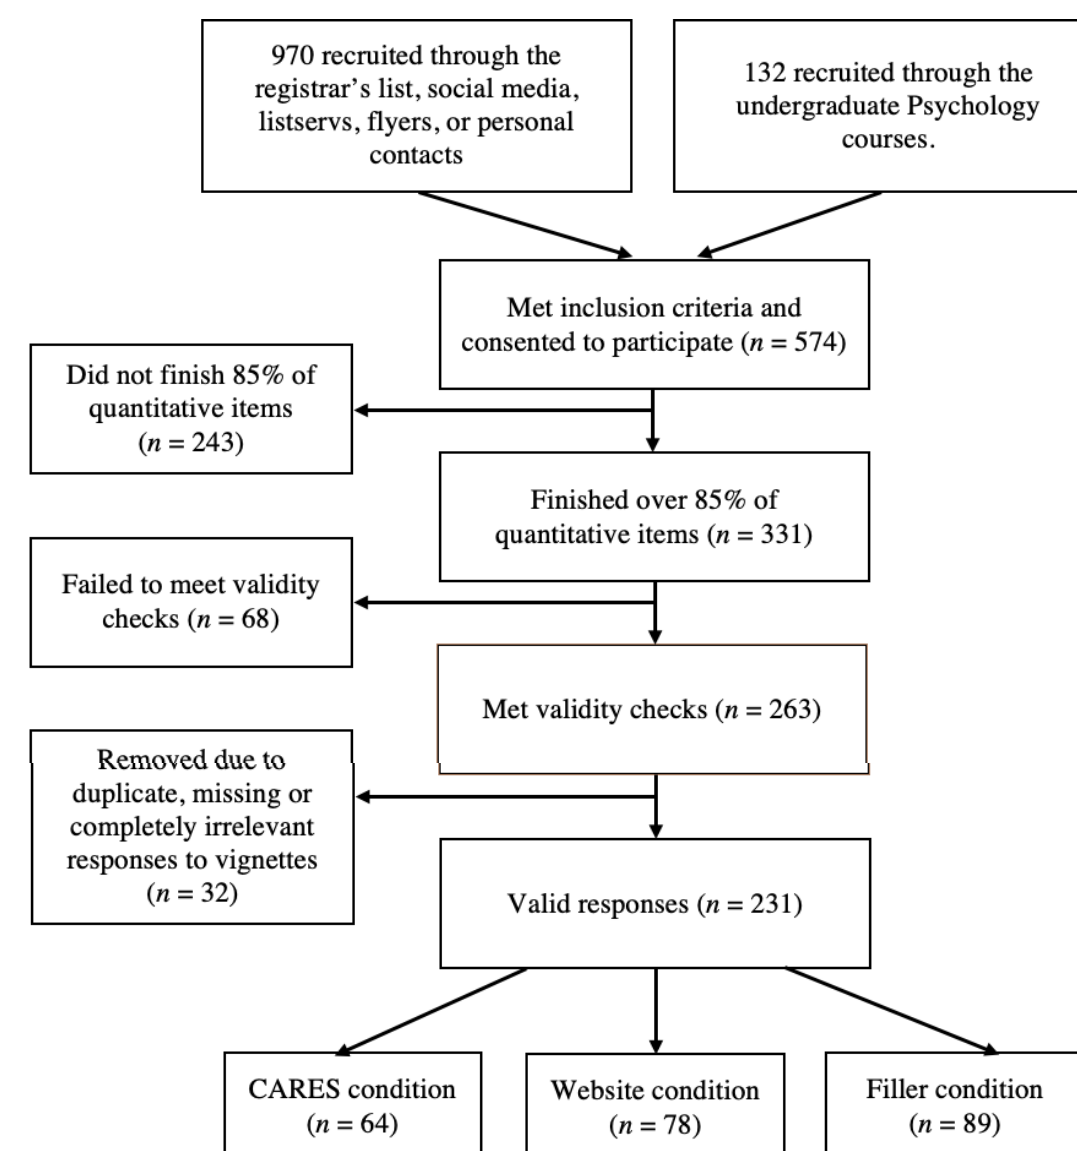 970 recruited through the
registrar’s list, social media,
listservs, flyers, or personal
contacts
132 recruited through the
undergraduate Psychology
courses.
Met inclusion criteria and
consented to participate (n = 574)
Did not finish 85% of
quantitative items
(n = 243)
Finished over 85% of
quantitative items (n = 331)
Failed to meet validity
checks (n = 68)
Met validity checks (n = 263)
Removed due to
duplicate, missing or
completely irrelevant
responses to vignettes
(n = 32)
Valid responses (n = 231)
CARES condition
(n = 64)
Website condition
(n = 78)
Filler condition
(n = 89)